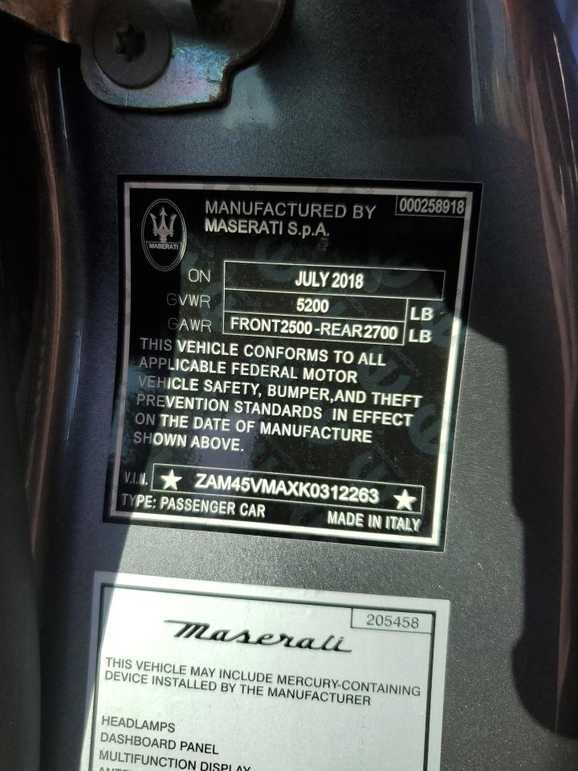 MANUFACTURED BY
000258918
MASERATI S.p.A.
MASERATI
ON JULY 2018
GVWR 5200 LB
GAWR FRONT2500-REAR2700 LB
THIS VEHICLE CONFORMS TO ALL
APPLICABLE FEDERAL MOTOR
VEHICLE SAFETY, BUMPER,AND THEFT
PREVENTION STANDARDS IN EFFECT
ON THE DATE OF MANUFACTURE
SHOWN ABOVE.
V.I.N. ★ ZAM45VMAXK0312263 ★
TYPE: PASSENGER CAR MADE IN ITALY
205458
Maserati
THIS VEHICLE MAY INCLUDE MERCURY-CONTAINING
DEVICE INSTALLED BY THE MANUFACTURER
HEADLAMPS
DASHBOARD PANEL
MULTIFUNCTION DISPLAY